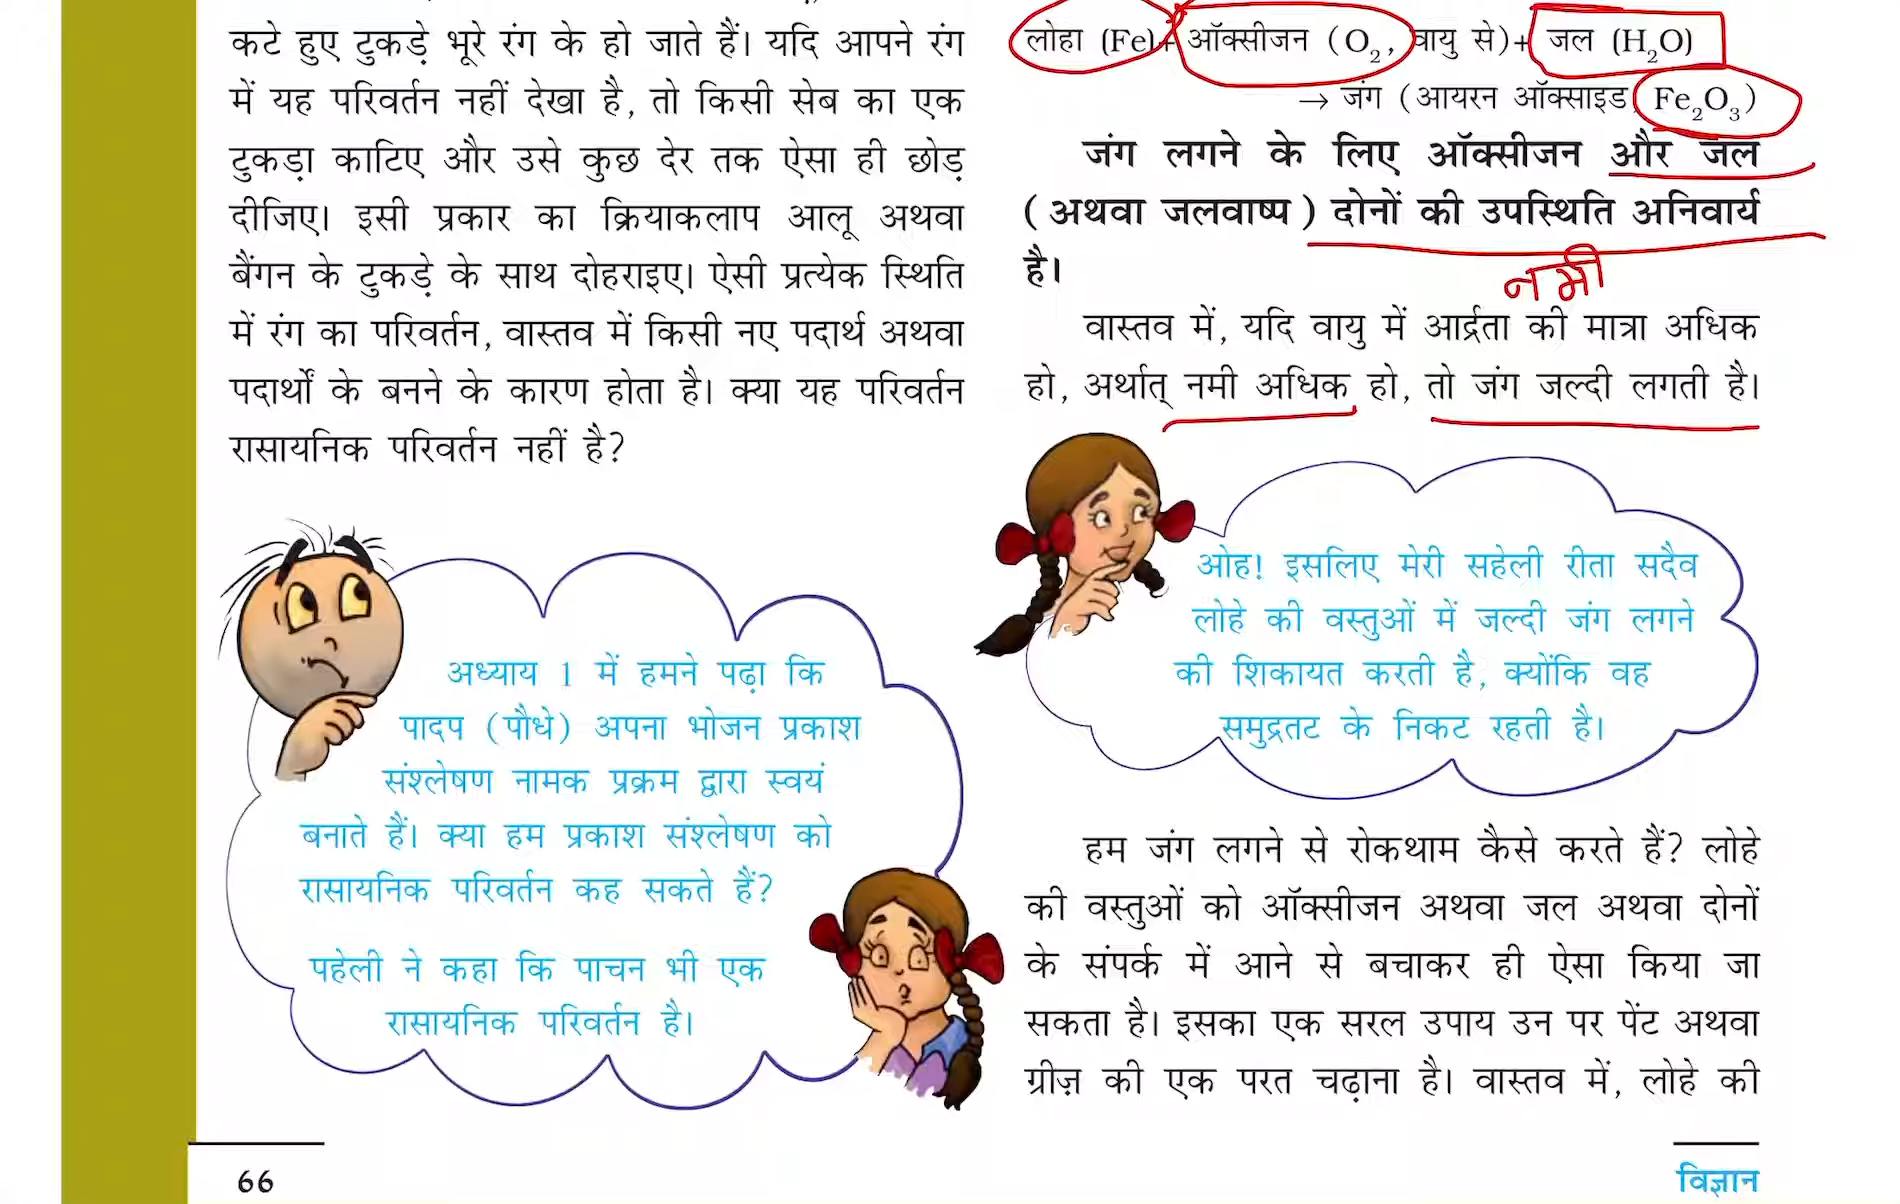 कटे हुए टुकड़े भूरे रंग के हो जाते हैं। यदि आपने रंग
में यह परिवर्तन नहीं देखा है, तो किसी सेब का एक
टुकड़ा काटिए और उसे कुछ देर तक ऐसा ही छोड़
दीजिए। इसी प्रकार का क्रियाकलाप आलू अथवा
बैंगन के टुकड़े के साथ दोहराइए। ऐसी प्रत्येक स्थिति
में रंग का परिवर्तन, वास्तव में किसी नए पदार्थ अथवा
पदार्थों के बनने के कारण होता है। क्या यह परिवर्तन
रासायनिक परिवर्तन नहीं है?
अध्याय 1 में हमने पढ़ा कि
पादप (पौधे) अपना भोजन प्रकाश
संश्लेषण नामक प्रक्रम द्वारा स्वयं
बनाते हैं। क्या हम प्रकाश संश्लेषण को
रासायनिक परिवर्तन कह सकते हैं?
पहेली ने कहा कि पाचन भी एक
रासायनिक परिवर्तन है।
लोहा (Fe)+ ऑक्सीजन (O₂, वायु से)+ जल (H₂O)
→ जंग (आयरन ऑक्साइड Fe₂O₃)
जंग लगने के लिए ऑक्सीजन और जल
(अथवा जलवाष्प) दोनों की उपस्थिति अनिवार्य
है।
नमी
वास्तव में, यदि वायु में आर्द्रता की मात्रा अधिक
हो, अर्थात् नमी अधिक हो, तो जंग जल्दी लगती है।
ओह! इसलिए मेरी सहेली रीता सदैव
लोहे की वस्तुओं में जल्दी जंग लगने
की शिकायत करती है, क्योंकि वह
समुद्रतट के निकट रहती है।
हम जंग लगने से रोकथाम कैसे करते हैं? लोहे
की वस्तुओं को ऑक्सीजन अथवा जल अथवा दोनों
के संपर्क में आने से बचाकर ही ऐसा किया जा
सकता है। इसका एक सरल उपाय उन पर पेंट अथवा
ग्रीज़ की एक परत चढ़ाना है। वास्तव में, लोहे की
66
विज्ञान